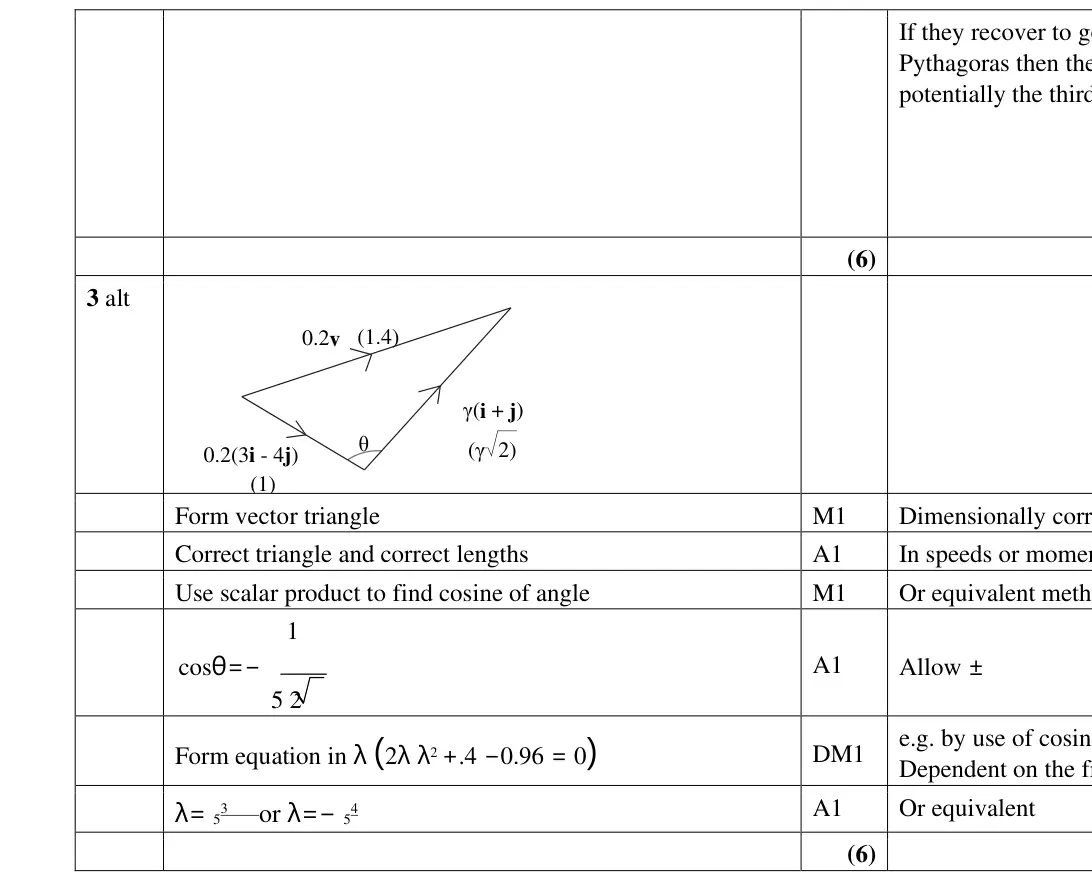 If they recover to g
Pythagoras then the
potentially the third
(6)
3 alt
0.2v (1.4)
γ(i + j)
(γ√2)
θ
0.2(3i - 4j)
(1)
Form vector triangle M1 Dimensionally corr
Correct triangle and correct lengths A1 In speeds or momen
Use scalar product to find cosine of angle M1 Or equivalent meth
1
cosθ=− A1 Allow ±
5 2√
Form equation in λ (2λ λ² +.4 −0.96 = 0) DM1 e.g. by use of cosin
Dependent on the fi
λ= 5 3 or λ=− 5 4 A1 Or equivalent
(6)